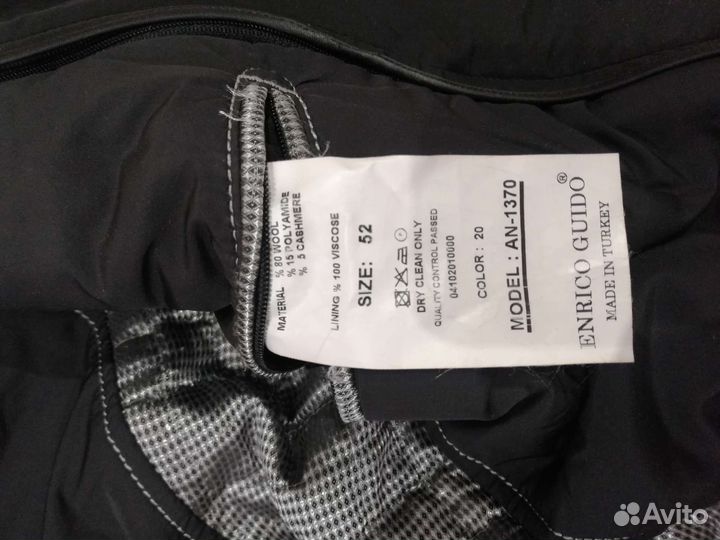 ENRICO GUIDO ®
MADE IN TURKEY
MODEL : AN-1370
COLOR : 20
04102010000
QUALITY CONTROL PASSED
DRY CLEAN ONLY
SIZE: 52
LINING % 100 VISCOSE
MATERIAL % 80 WOOL
% 15 POLYAMIDE
% 5 CASHMERE
Avito